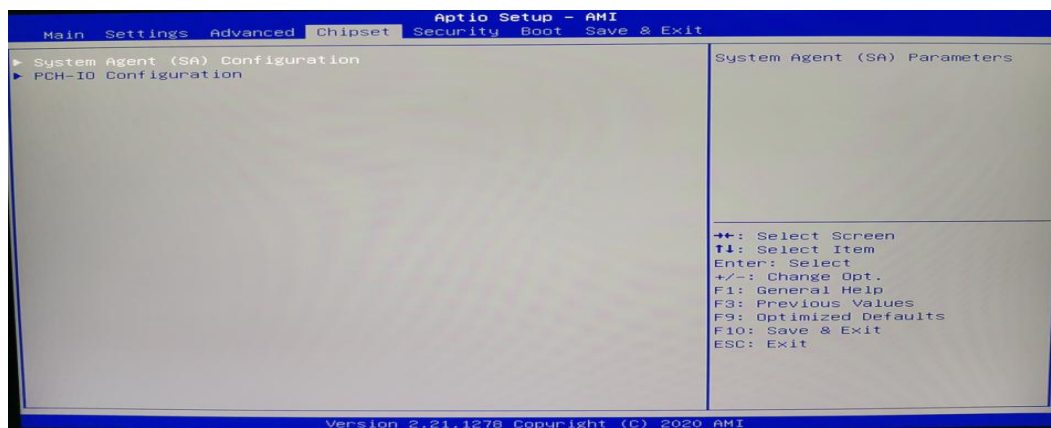 Aptio Setup – AMI
Main Settings Advanced Chipset Security Boot Save & Exit
► System Agent (SA) Configuration
► PCH-IO Configuration
System Agent (SA) Parameters
→←: Select Screen
↑↓: Select Item
Enter: Select
+/-: Change Opt.
F1: General Help
F3: Previous Values
F9: Optimized Defaults
F10: Save & Exit
ESC: Exit
Version 2.21.1278 Copyright (C) 2020 AMI